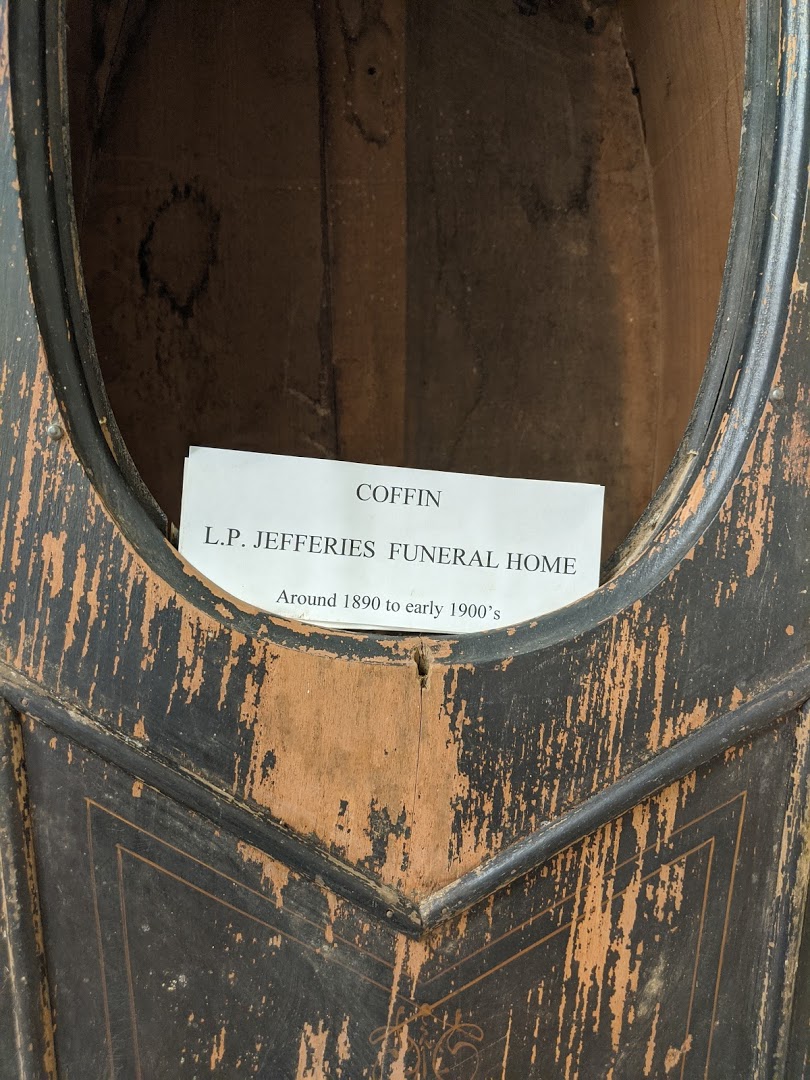 COFFIN
L.P. JEFFERIES FUNERAL HOME
Around 1890 to early 1900's